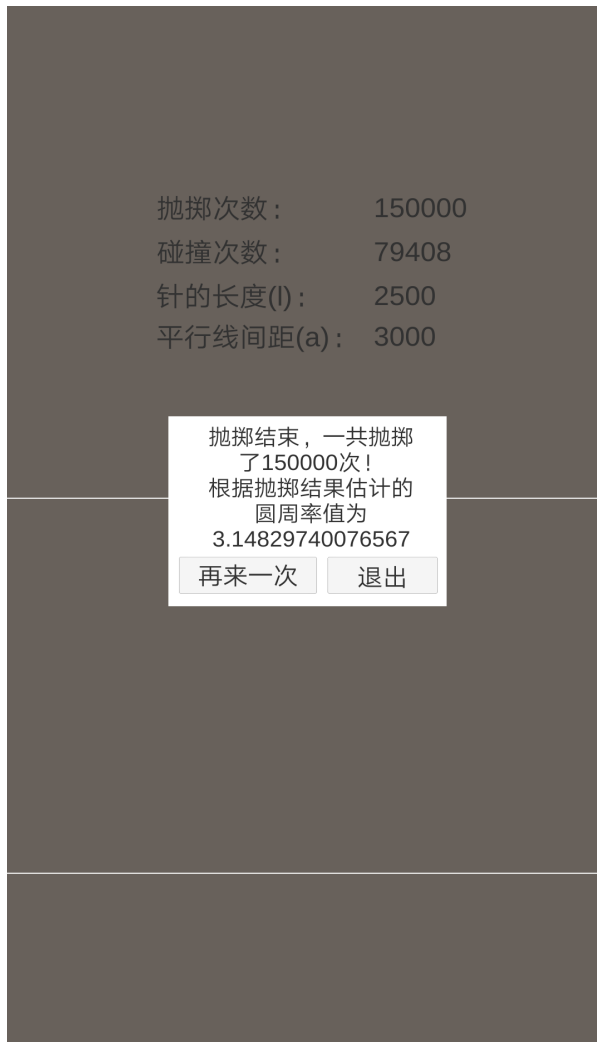 抛掷次数： 150000
碰撞次数： 79408
针的长度(l)： 2500
平行线间距(a)： 3000
抛掷结束，一共抛掷
了150000次！
根据抛掷结果估计的
圆周率值为
3.14829740076567
再来一次 退出